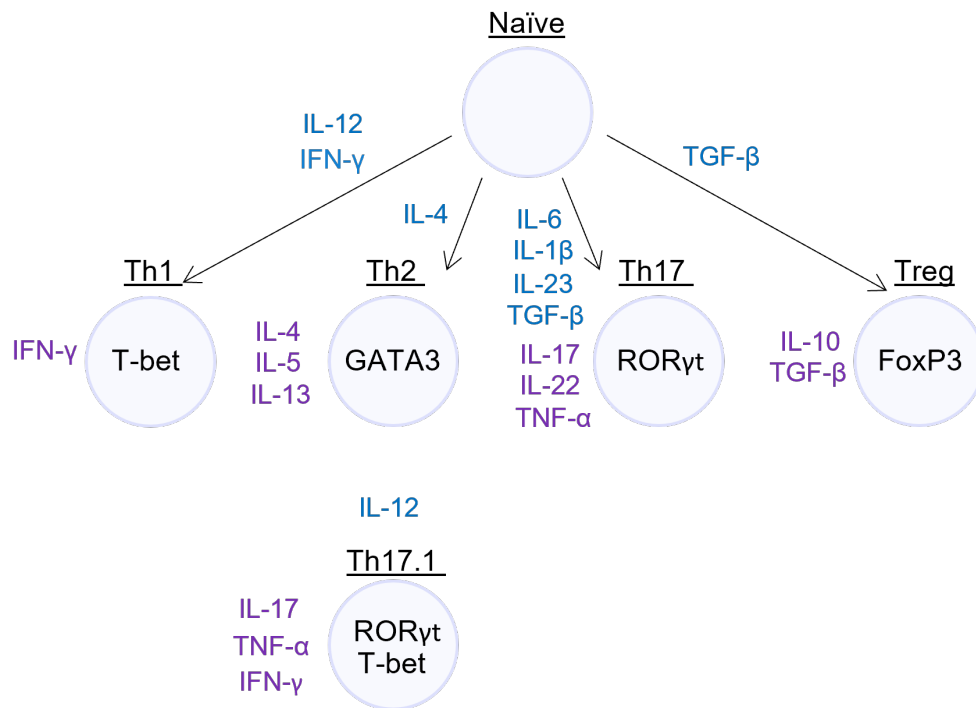 Naïve
IL-12
IFN-γ
IL-4
IL-6
IL-1β
IL-23
TGF-β
TGF-β
Th1
Th2
Th17
Treg
IFN-γ
T-bet
IL-4
IL-5
IL-13
GATA3
IL-17
IL-22
TNF-α
RORγt
IL-10
TGF-β
FoxP3
IL-12
Th17.1
IL-17
TNF-α
IFN-γ
RORγt
T-bet